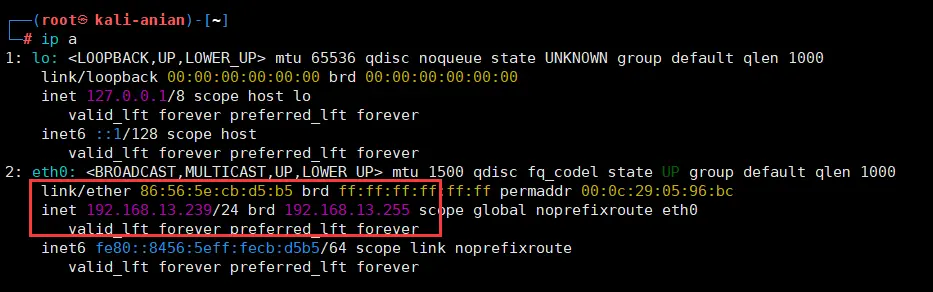 ┌──(root㉿kali-anian)-[~]
└─# ip a
1: lo: <LOOPBACK,UP,LOWER_UP> mtu 65536 qdisc noqueue state UNKNOWN group default qlen 1000
    link/loopback 00:00:00:00:00:00 brd 00:00:00:00:00:00
    inet 127.0.0.1/8 scope host lo
       valid_lft forever preferred_lft forever
    inet6 ::1/128 scope host
       valid_lft forever preferred_lft forever
2: eth0: <BROADCAST,MULTICAST,UP,LOWER_UP> mtu 1500 qdisc fq_codel state UP group default qlen 1000
    link/ether 86:56:5e:cb:d5:b5 brd ff:ff:ff:ff:ff:ff permaddr 00:0c:29:05:96:bc
    inet 192.168.13.239/24 brd 192.168.13.255 scope global noprefixroute eth0
       valid_lft forever preferred_lft forever
    inet6 fe80::8456:5eff:fecb:d5b5/64 scope link noprefixroute
       valid_lft forever preferred_lft forever